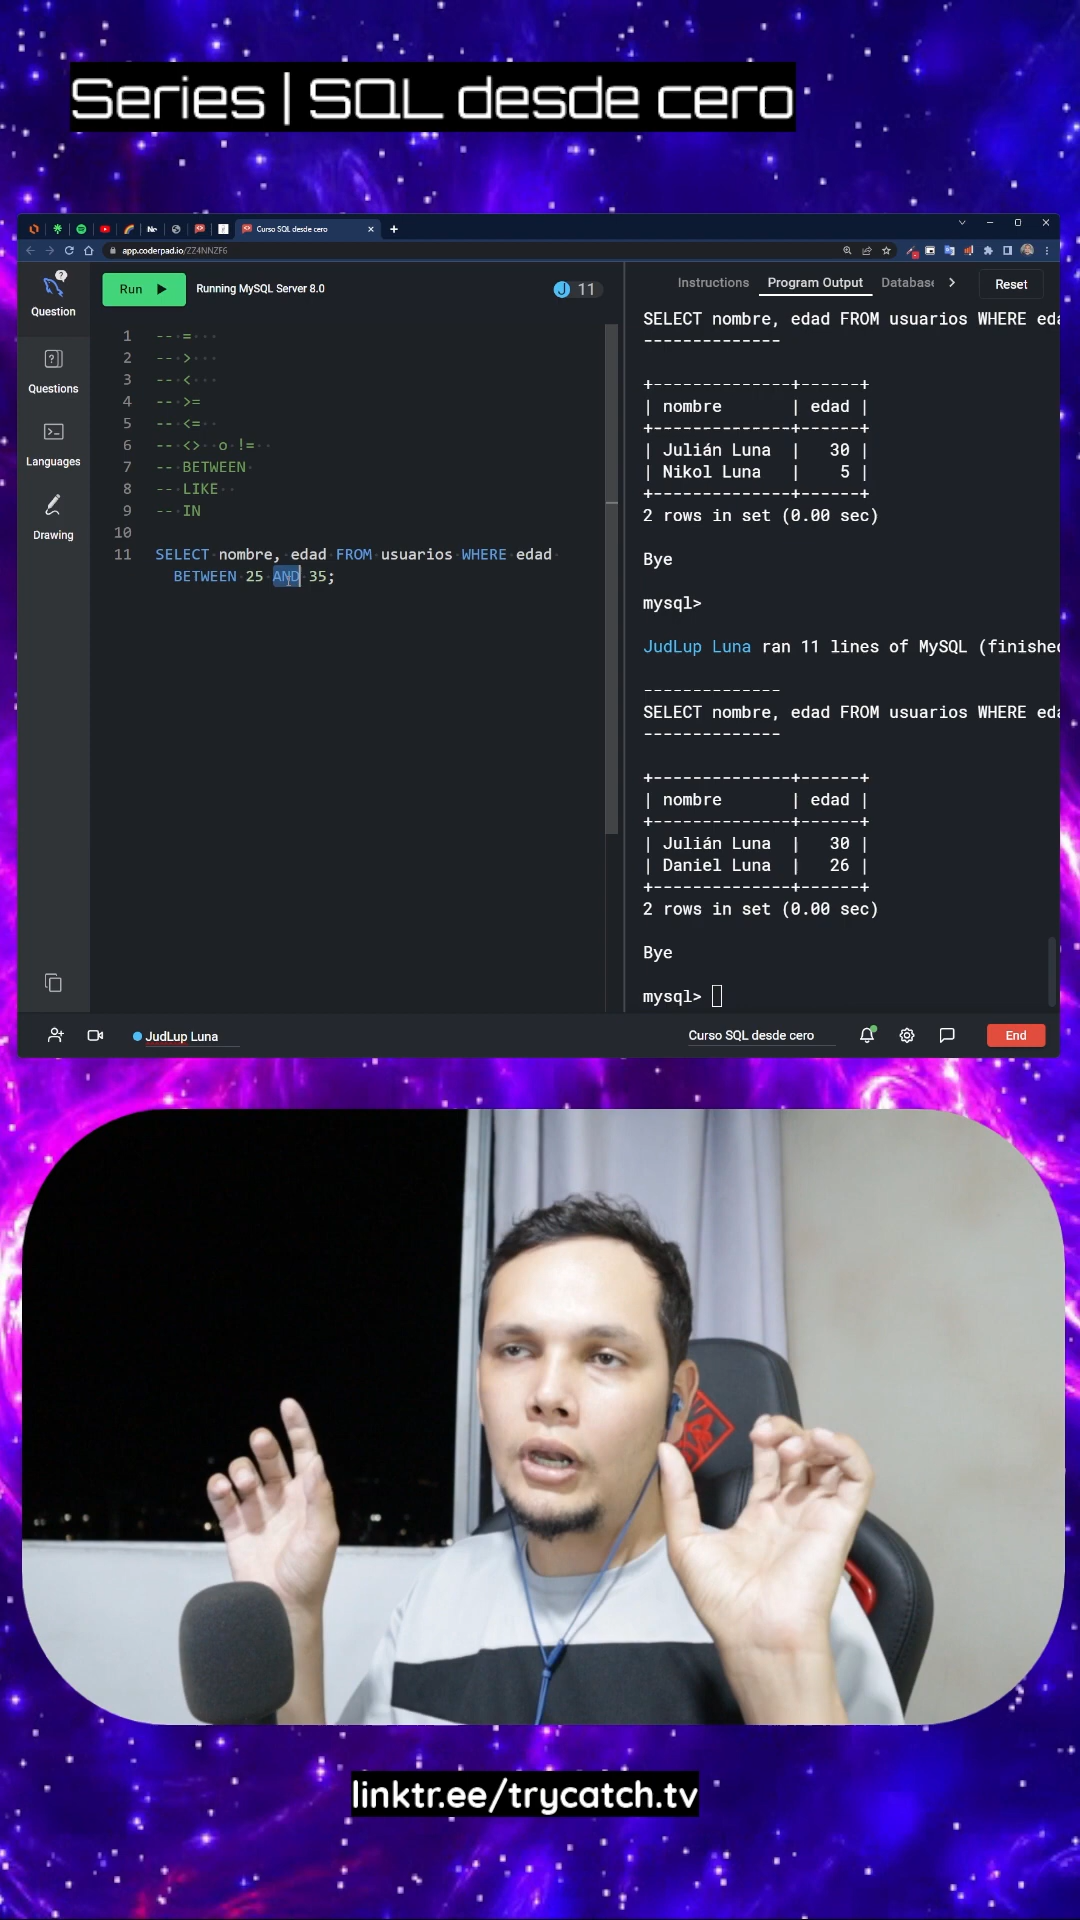 Series | SQL desde cero
Curso SQL desde cero
app.coderpad.io/ZZ4NNZF6
Run
Running MySQL Server 8.0
J 11
Instructions
Program Output
Database
Reset
Question
Questions
Languages
Drawing
1 -- =
2 -- >
3 -- <
4 -- >=
5 -- <=
6 -- <> o !=
7 -- BETWEEN
8 -- LIKE
9 -- IN
10
11 SELECT nombre, edad FROM usuarios WHERE edad
BETWEEN 25 AND 35;
SELECT nombre, edad FROM usuarios WHERE eda
--------------
+--------------+------+
| nombre | edad |
+--------------+------+
| Julián Luna | 30 |
| Nikol Luna | 5 |
+--------------+------+
2 rows in set (0.00 sec)
Bye
mysql>
JudLup Luna ran 11 lines of MySQL (finished
--------------
SELECT nombre, edad FROM usuarios WHERE eda
--------------
+--------------+------+
| nombre | edad |
+--------------+------+
| Julián Luna | 30 |
| Daniel Luna | 26 |
+--------------+------+
2 rows in set (0.00 sec)
Bye
mysql>
JudLup Luna
Curso SQL desde cero
End
linktr.ee/trycatch.tv